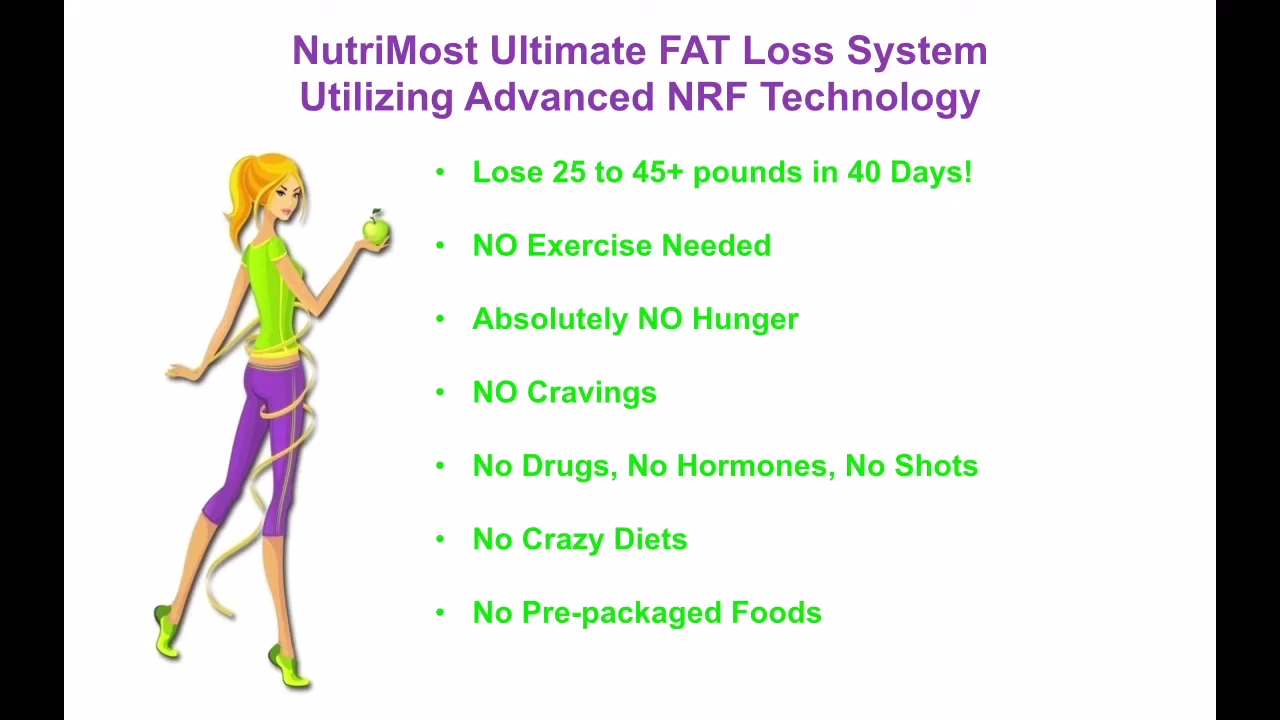 NutriMost Ultimate FAT Loss System
Utilizing Advanced NRF Technology
• Lose 25 to 45+ pounds in 40 Days!
• NO Exercise Needed
• Absolutely NO Hunger
• NO Cravings
• No Drugs, No Hormones, No Shots
• No Crazy Diets
• No Pre-packaged Foods